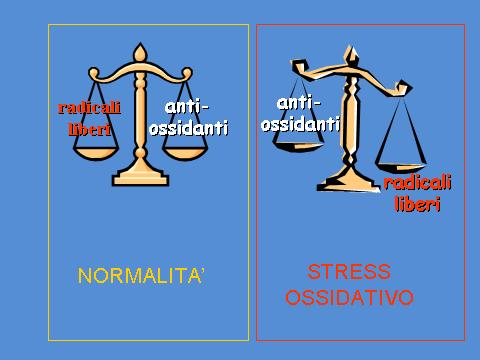 radicali
liberi
anti-
ossidanti
NORMALITA’
anti-
ossidanti
radicali
liberi
STRESS
OSSIDATIVO